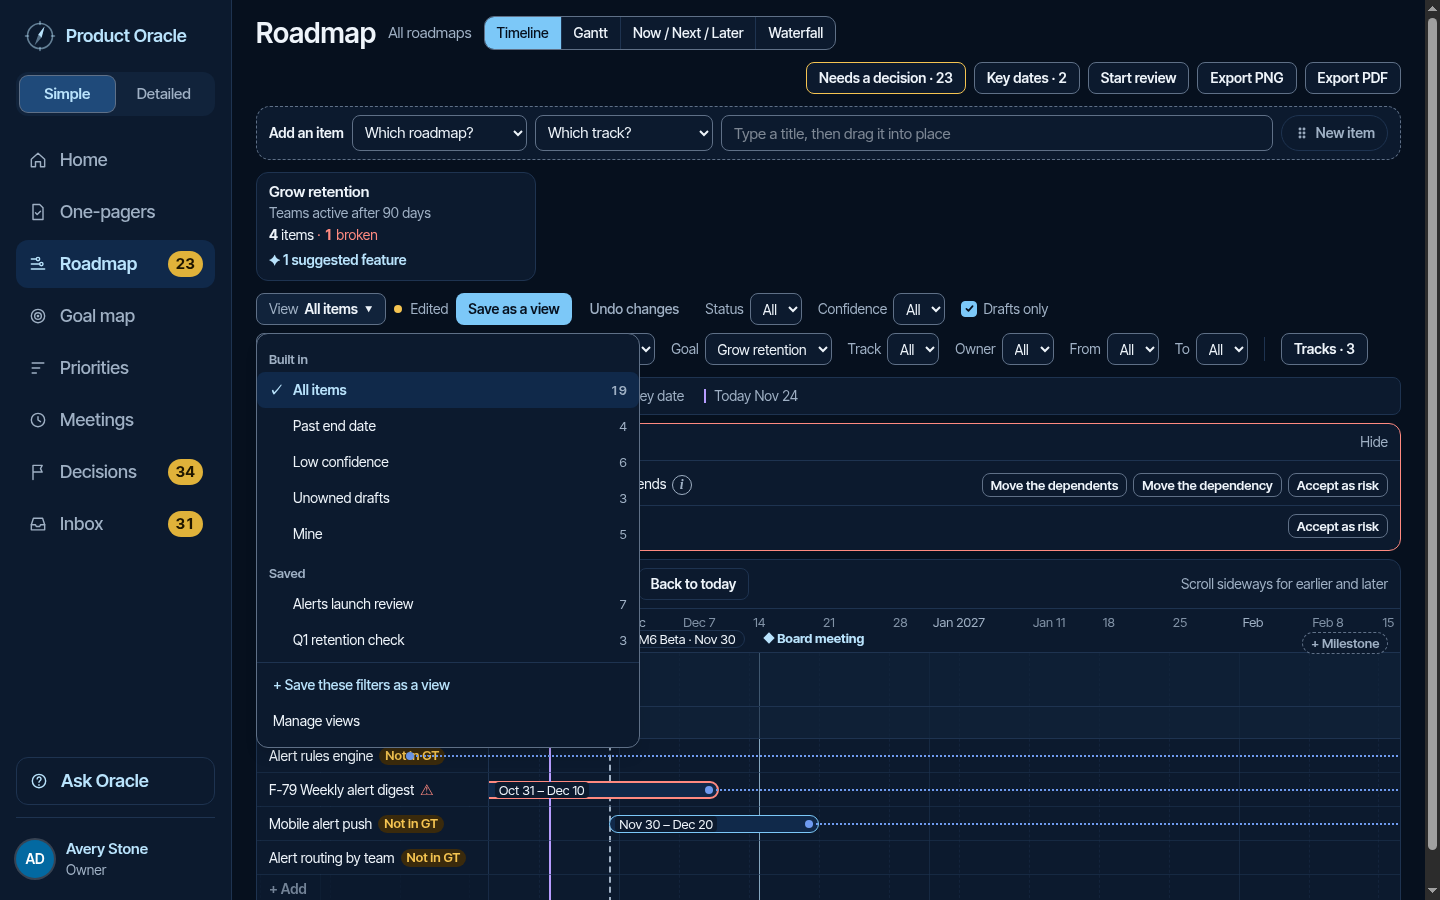 Product Oracle
Simple
Detailed
Home
One-pagers
Roadmap 23
Goal map
Priorities
Meetings
Decisions 34
Inbox 31
Ask Oracle
AD
Avery Stone
Owner
Roadmap All roadmaps Timeline Gantt Now / Next / Later Waterfall
Needs a decision · 23 Key dates · 2 Start review Export PNG Export PDF
Add an item Which roadmap? Which track? Type a title, then drag it into place New item
Grow retention
Teams active after 90 days
4 items · 1 broken
1 suggested feature
View All items Edited Save as a view Undo changes Status All Confidence All Drafts only
Goal Grow retention Track All Owner All From All To All Tracks · 3
Built in
All items 19
Past end date 4
Low confidence 6
Unowned drafts 3
Mine 5
Saved
Alerts launch review 7
Q1 retention check 3
+ Save these filters as a view
Manage views
ey date Today Nov 24
Hide
ends i Move the dependents Move the dependency Accept as risk
Accept as risk
Back to today Scroll sideways for earlier and later
c Dec 7 14 21 28 Jan 2027 Jan 11 18 25 Feb Feb 8 15
M6 Beta · Nov 30 Board meeting + Milestone
Alert rules engine Not in GT
F-79 Weekly alert digest Oct 31 – Dec 10
Mobile alert push Not in GT Nov 30 – Dec 20
Alert routing by team Not in GT
+ Add